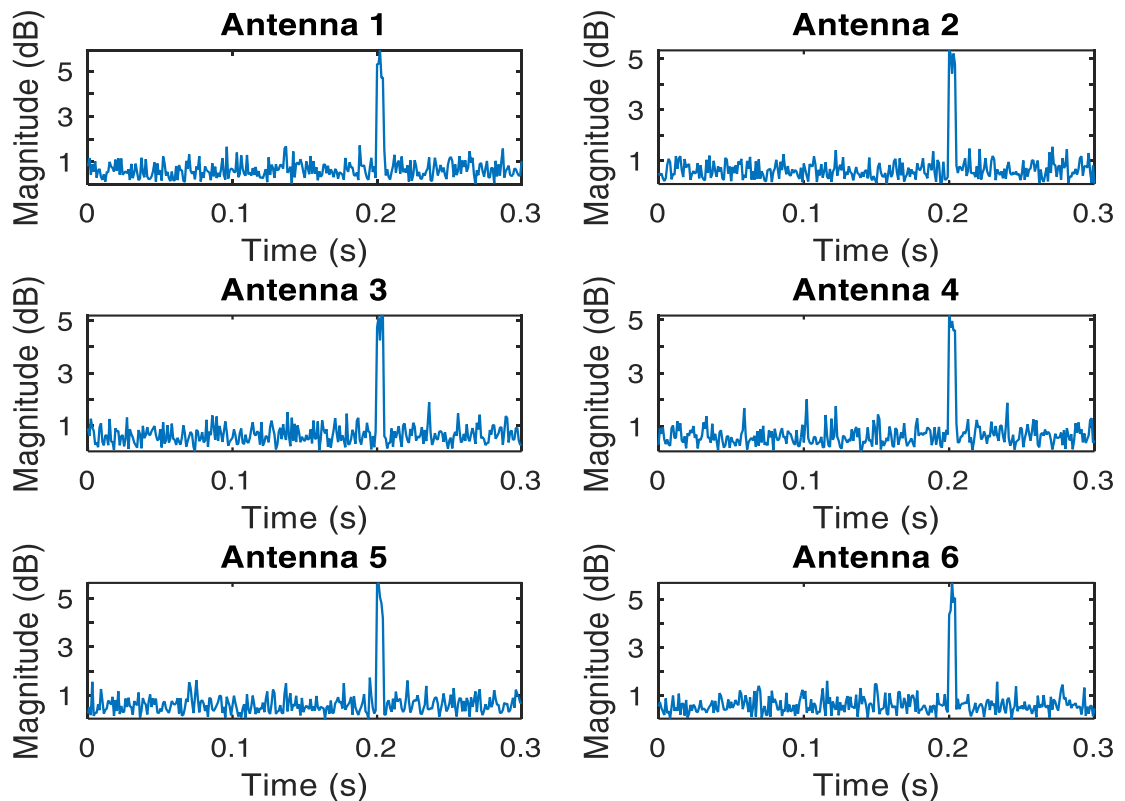 Antenna 1
Magnitude (dB)
5
3
1
0 0.1 0.2 0.3
Time (s)
Antenna 2
Magnitude (dB)
5
3
1
0 0.1 0.2 0.3
Time (s)
Antenna 3
Magnitude (dB)
5
3
1
0 0.1 0.2 0.3
Time (s)
Antenna 4
Magnitude (dB)
5
3
1
0 0.1 0.2 0.3
Time (s)
Antenna 5
Magnitude (dB)
5
3
1
0 0.1 0.2 0.3
Time (s)
Antenna 6
Magnitude (dB)
5
3
1
0 0.1 0.2 0.3
Time (s)